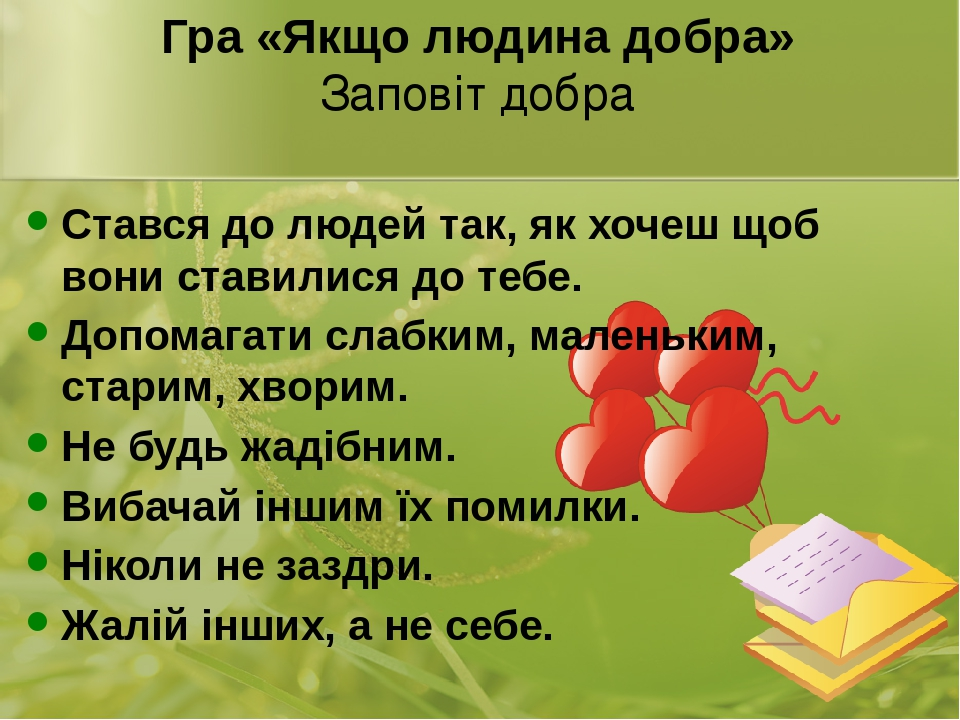 Гра «Якщо людина добра»
Заповіт добра
Стався до людей так, як хочеш щоб
вони ставилися до тебе.
Допомагати слабким, маленьким,
старим, хворим.
Не будь жадібним.
Вибачай іншим їх помилки.
Ніколи не заздри.
Жалій інших, а не себе.